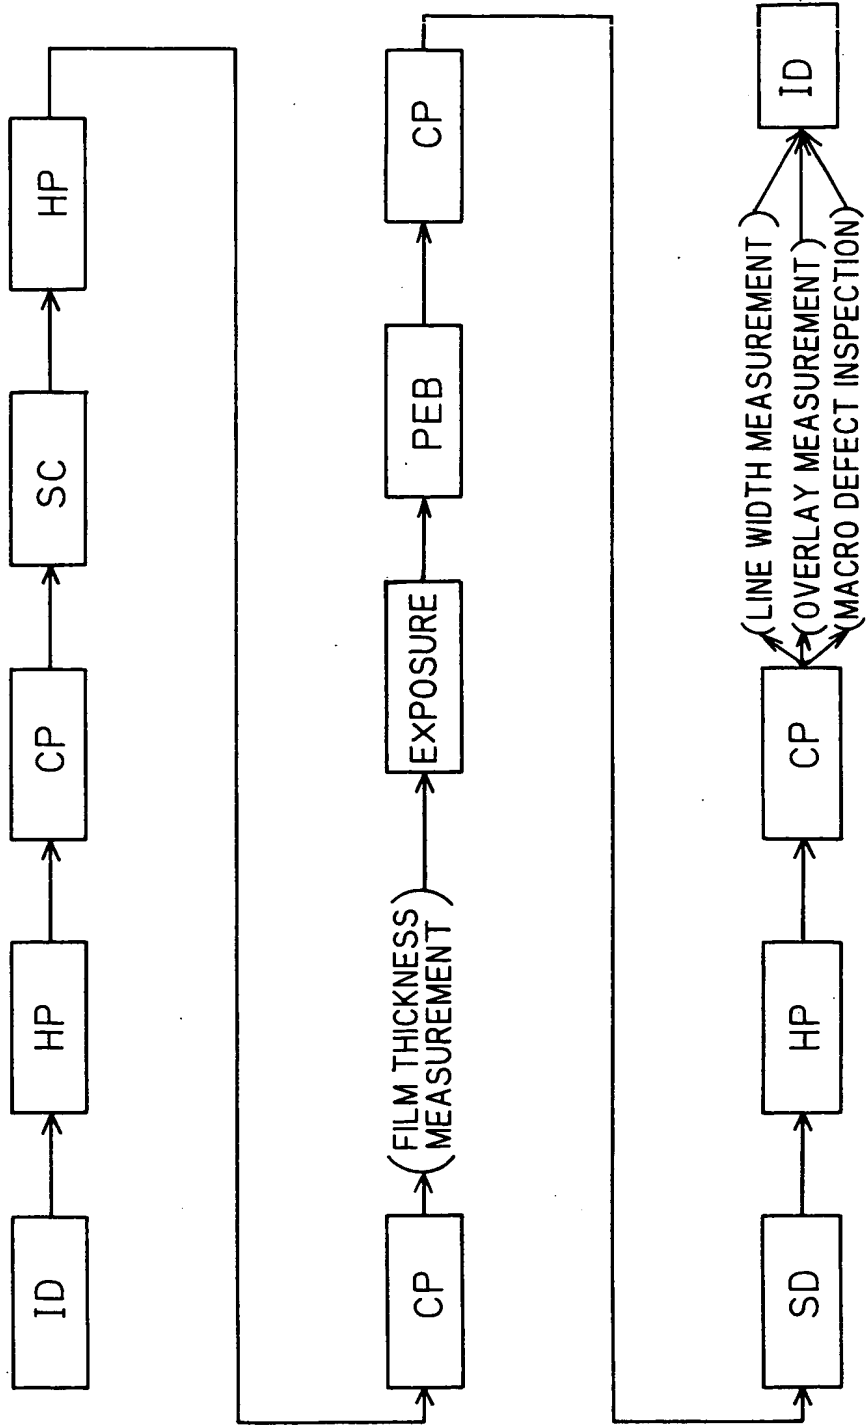 ID
HP
CP
SC
HP
CP
(FILM THICKNESS
MEASUREMENT)
EXPOSURE
PEB
CP
SD
HP
CP
(LINE WIDTH MEASUREMENT)
(OVERLAY MEASUREMENT)
(MACRO DEFECT INSPECTION)
ID